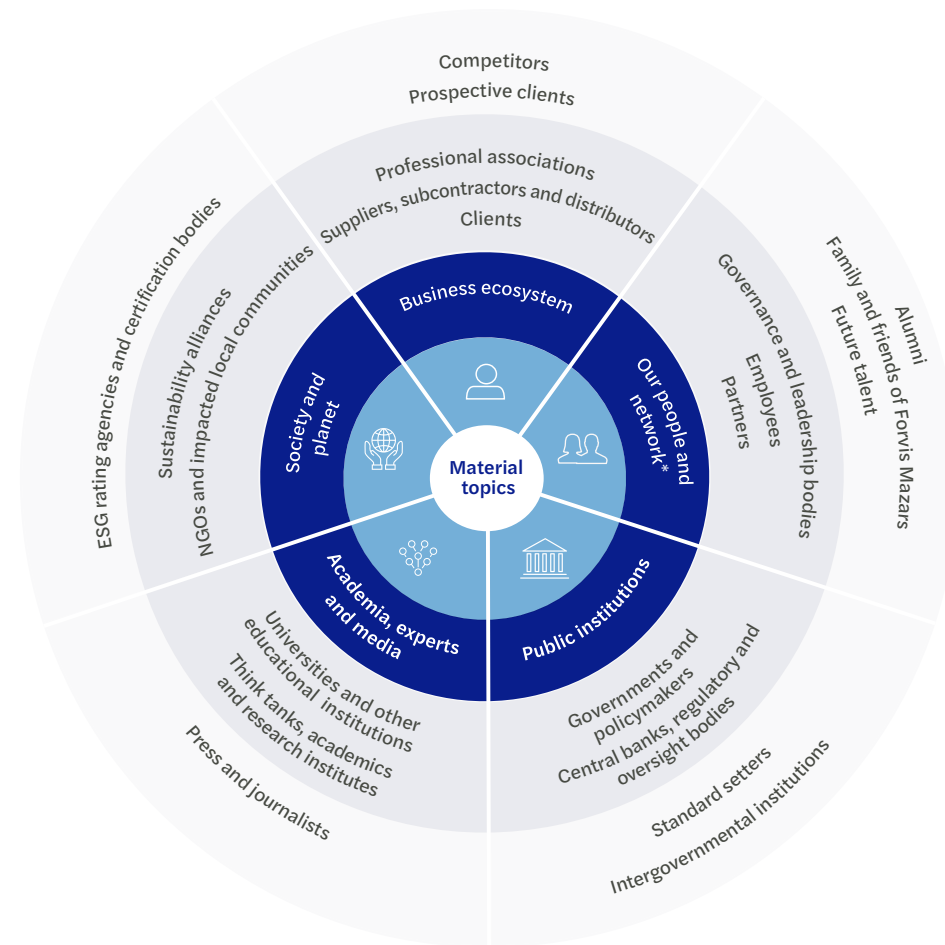 Competitors
Prospective clients
Professional associations
Suppliers, subcontractors and distributors
Clients
Business ecosystem
Alumni
Family and friends of Forvis Mazars
Future talent
Governance and leadership bodies
Employees
Partners
Our people and
network*
Material
topics
Society and
planet
ESG rating agencies and certification bodies
Sustainability alliances
NGOs and impacted local communities
Academia, experts
and media
Universities and other
educational institutions
Think tanks, academics
and research institutes
Press and journalists
Public institutions
Governments and
policymakers
Central banks, regulatory and
oversight bodies
Standard setters
Intergovernmental institutions